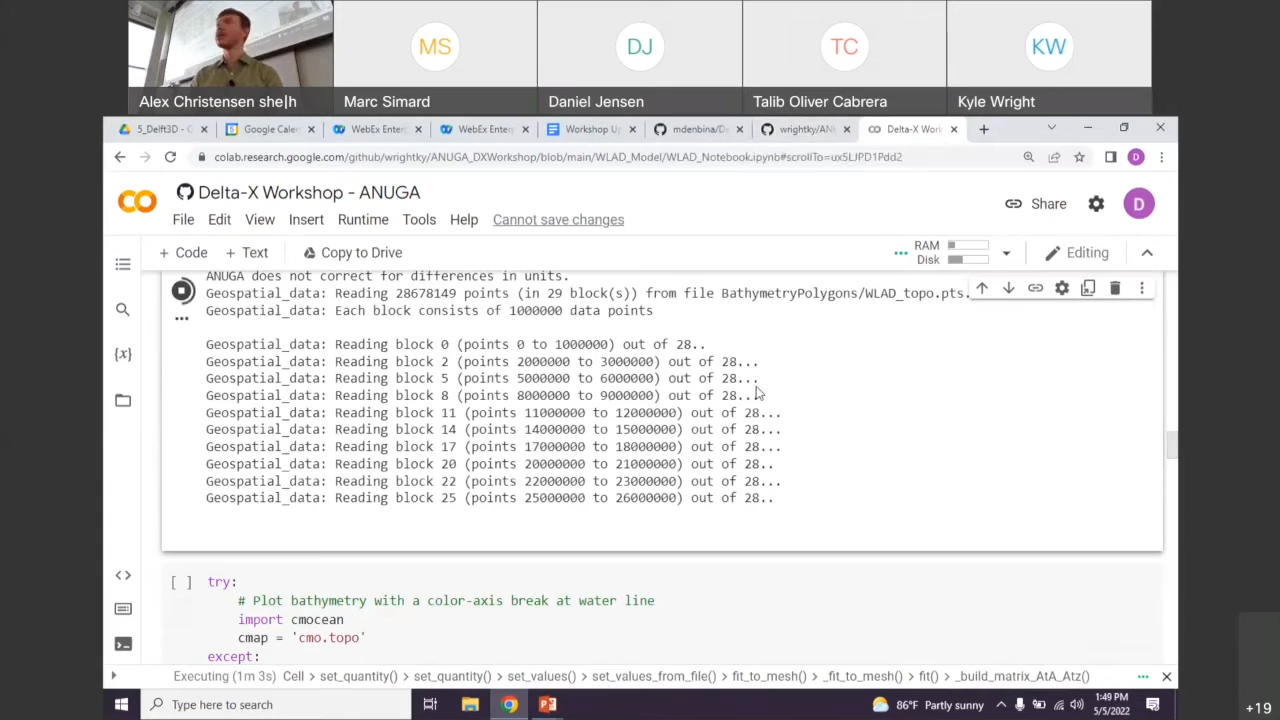 MS
DJ
TC
KW
Alex Christensen she|h
Marc Simard
Daniel Jensen
Talib Oliver Cabrera
Kyle Wright
5_Delft3D - G
Google Calen
WebEx Enter
WebEx Enter
Workshop U
mdenbina/De
wrightky/AN
Delta-X Work
colab.research.google.com/github/wrightky/ANUGA_DXWorkshop/blob/main/WLAD_Model/WLAD_Notebook.ipynb#scrollTo=ux5LJPD1Pdd2
D
Delta-X Workshop - ANUGA
Share
D
File Edit View Insert Runtime Tools Help Cannot save changes
+ Code + Text Copy to Drive
RAM
Disk
Editing
ANUGA does not correct for differences in units.
Geospatial_data: Reading 28678149 points (in 29 block(s)) from file BathymetryPolygons/WLAD_topo.pts.
Geospatial_data: Each block consists of 1000000 data points
Geospatial_data: Reading block 0 (points 0 to 1000000) out of 28..
Geospatial_data: Reading block 2 (points 2000000 to 3000000) out of 28...
Geospatial_data: Reading block 5 (points 5000000 to 6000000) out of 28...
Geospatial_data: Reading block 8 (points 8000000 to 9000000) out of 28...
Geospatial_data: Reading block 11 (points 11000000 to 12000000) out of 28...
Geospatial_data: Reading block 14 (points 14000000 to 15000000) out of 28...
Geospatial_data: Reading block 17 (points 17000000 to 18000000) out of 28...
Geospatial_data: Reading block 20 (points 20000000 to 21000000) out of 28..
Geospatial_data: Reading block 22 (points 22000000 to 23000000) out of 28...
Geospatial_data: Reading block 25 (points 25000000 to 26000000) out of 28..
[ ] try:
# Plot bathymetry with a color-axis break at water line
import cmocean
cmap = 'cmo.topo'
except:
Executing (1m 3s) Cell > set_quantity() > set_quantity() > set_values() > set_values_from_file() > fit_to_mesh() > _fit_to_mesh() > fit() > _build_matrix_AtA_Atz()
Type here to search
86°F Partly sunny
1:49 PM
5/5/2022
+19